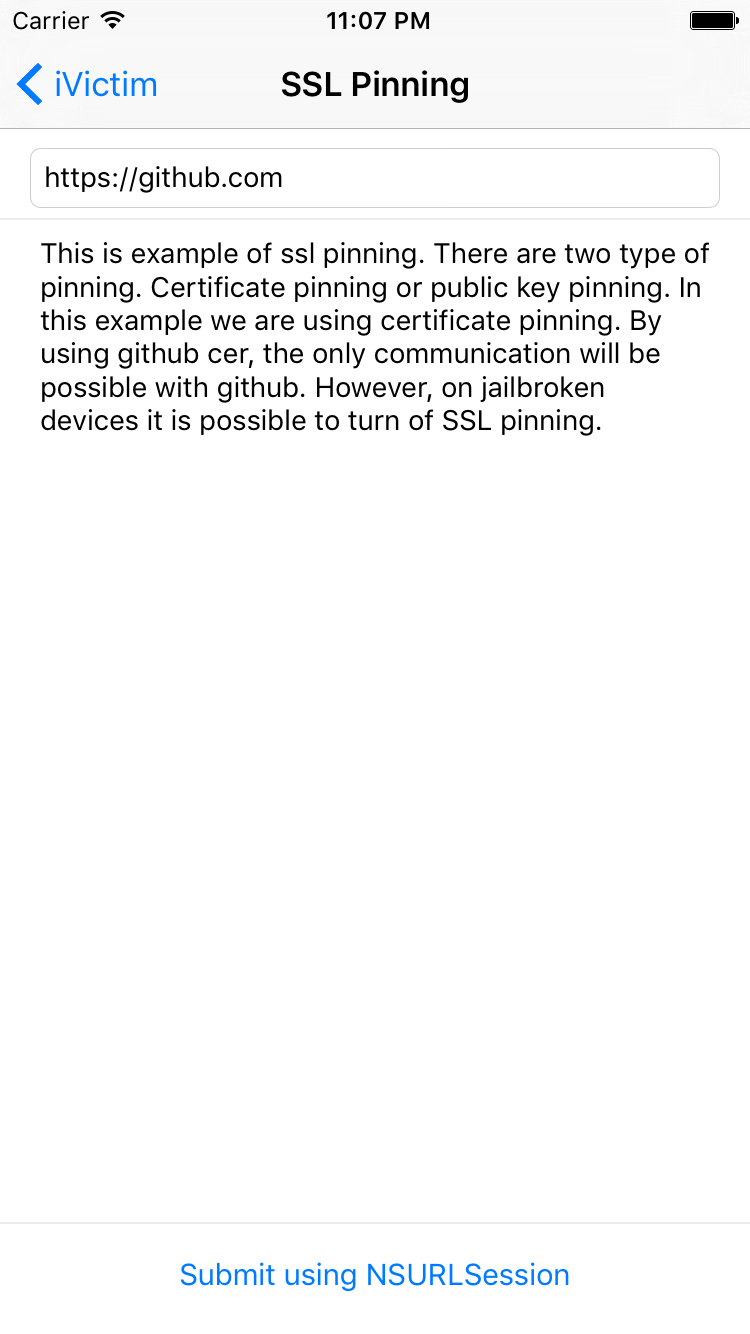 Carrier 11:07 PM
iVictim SSL Pinning
https://github.com
This is example of ssl pinning. There are two type of
pinning. Certificate pinning or public key pinning. In
this example we are using certificate pinning. By
using github cer, the only communication will be
possible with github. However, on jailbroken
devices it is possible to turn of SSL pinning.
Submit using NSURLSession